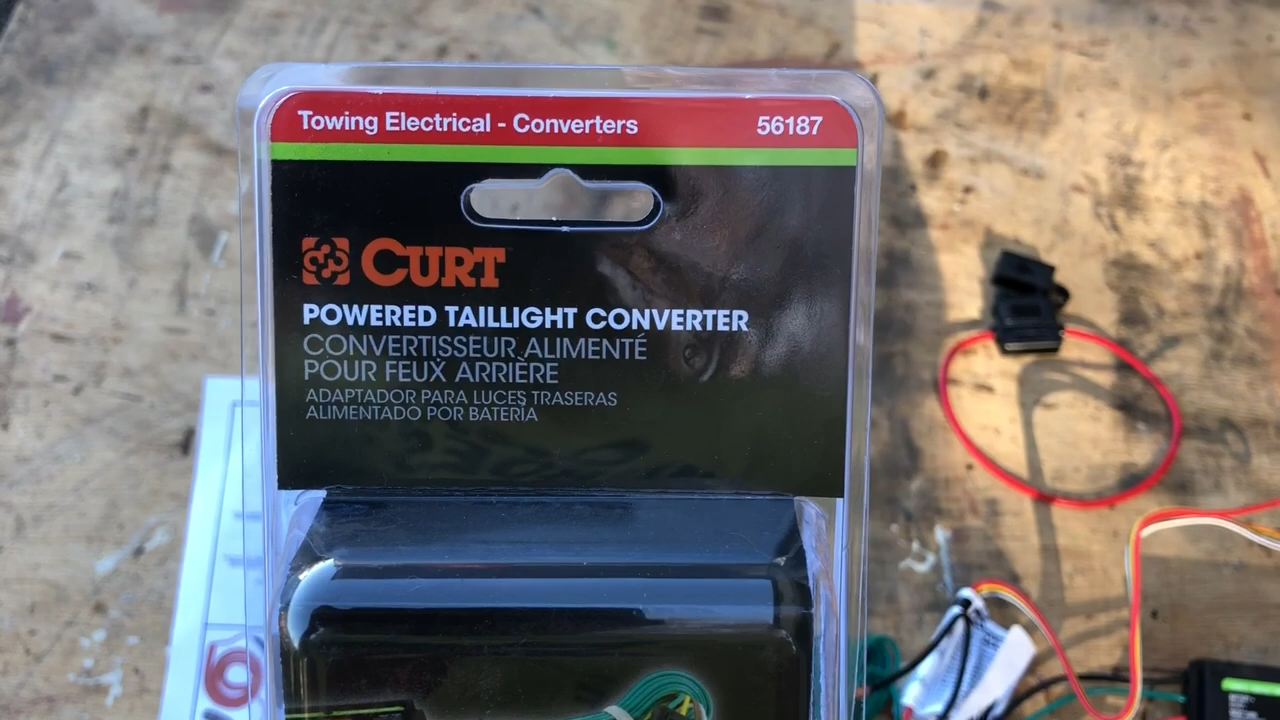 Towing Electrical - Converters 56187
CURT
POWERED TAILLIGHT CONVERTER
CONVERTISSEUR ALIMENTÉ
POUR FEUX ARRIÈRE
ADAPTADOR PARA LUCES TRASERAS
ALIMENTADO POR BATERÍA